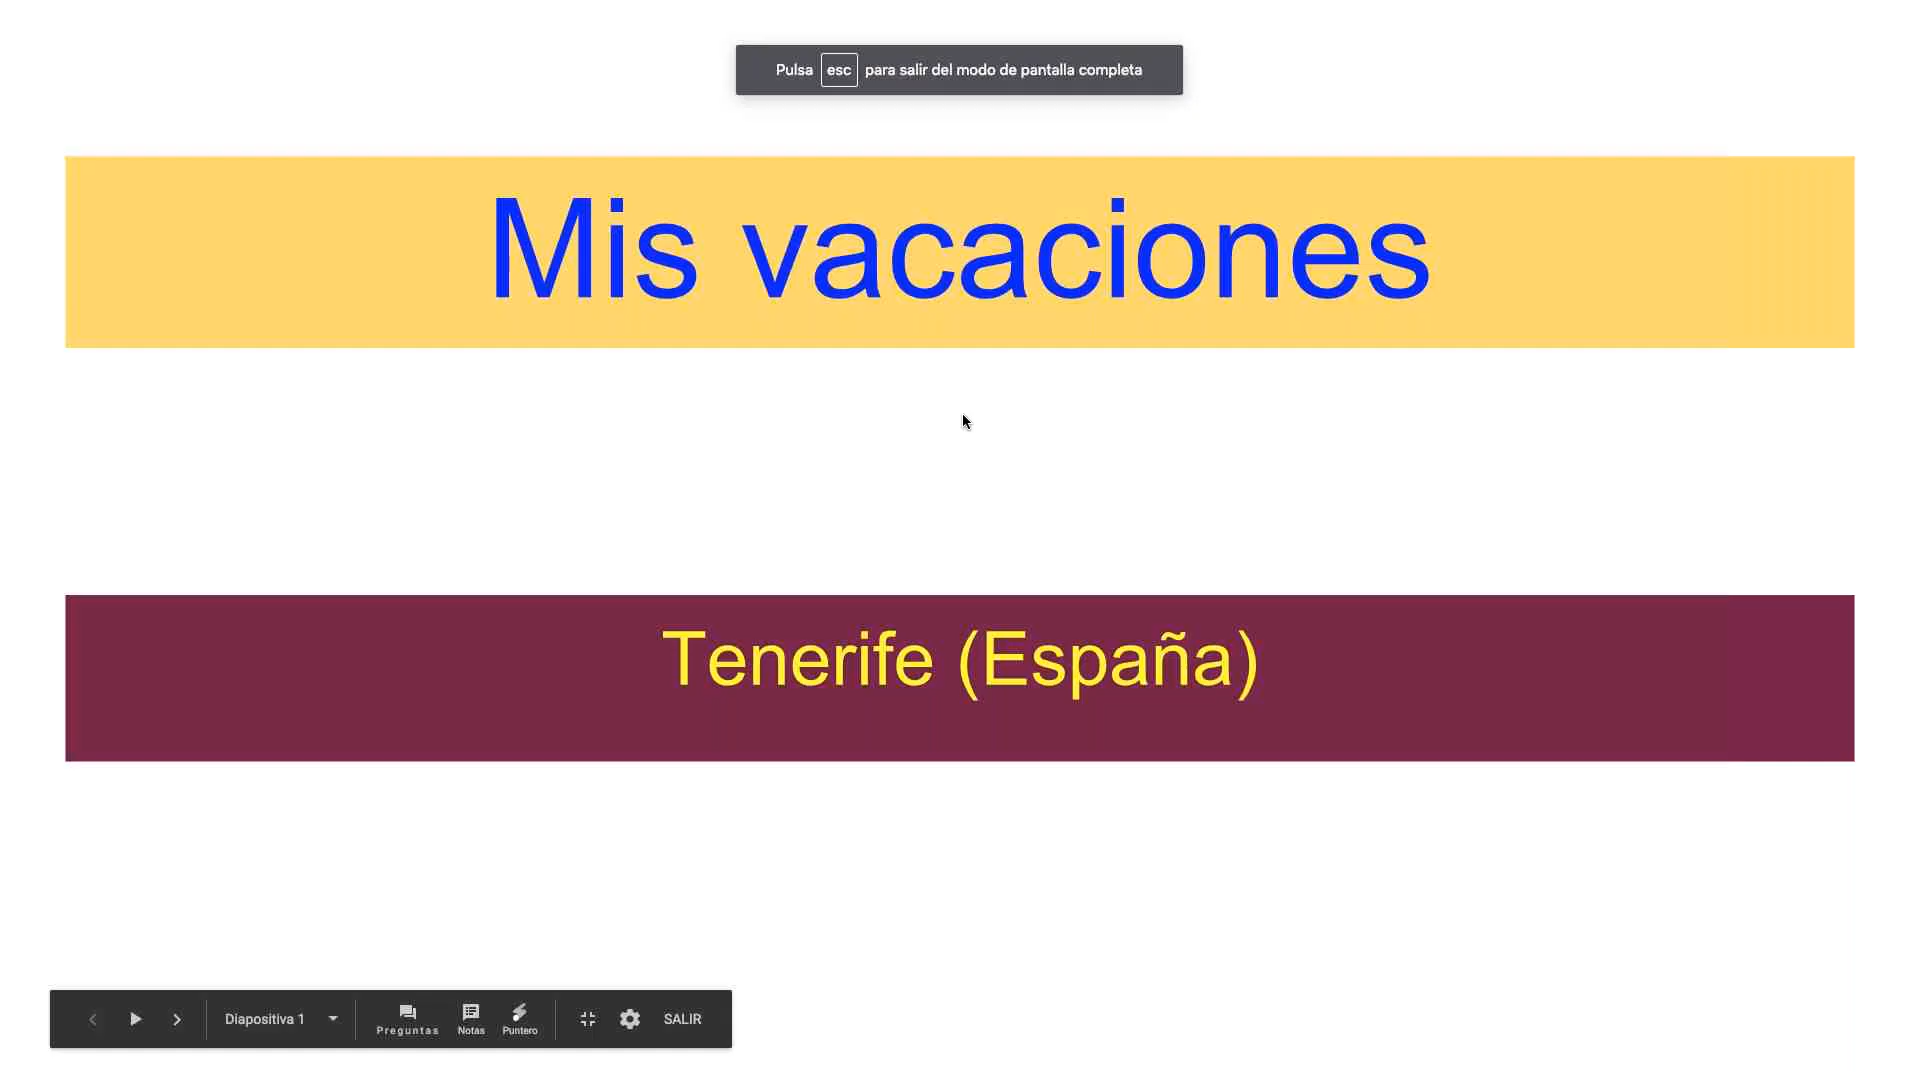 Pulsa esc para salir del modo de pantalla completa
Mis vacaciones
Tenerife (España)
Diapositiva 1
Preguntas
Notas
Puntero
SALIR